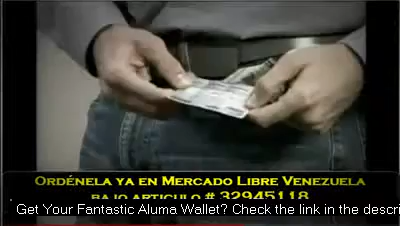 Ordénela ya en Mercado Libre Venezuela
bajo articulo # 32945118
Get Your Fantastic Aluma Wallet? Check the link in the descri